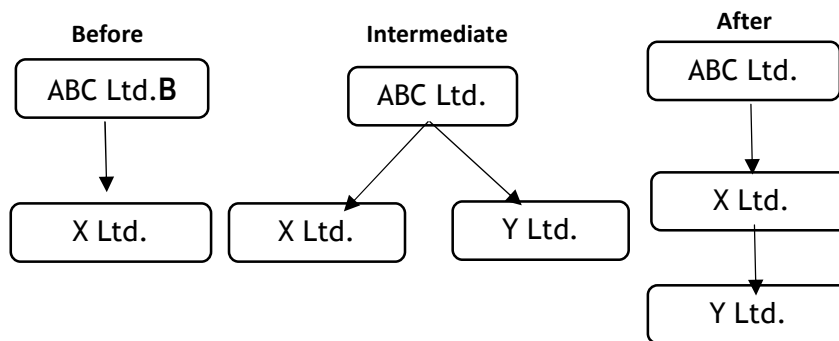 Before
ABC Ltd.B
X Ltd.
Intermediate
ABC Ltd.
X Ltd.
Y Ltd.
After
ABC Ltd.
X Ltd.
Y Ltd.